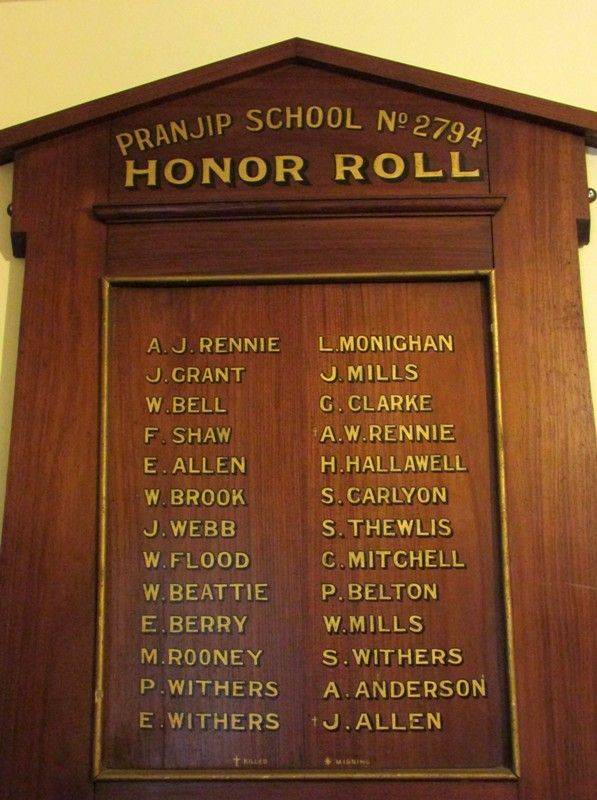 PRANJIP SCHOOL Nº 2794
HONOR ROLL
A. J. RENNIE
J. GRANT
W. BELL
F. SHAW
E. ALLEN
W. BROOK
J. WEBB
W. FLOOD
W. BEATTIE
E. BERRY
M. ROONEY
P. WITHERS
E. WITHERS
L. MONIGHAN
J. MILLS
G. CLARKE
† A. W. RENNIE
H. HALLAWELL
S. CARLYON
S. THEWLIS
C. MITCHELL
P. BELTON
W. MILLS
S. WITHERS
A. ANDERSON
† J. ALLEN
† KILLED
* MISSING